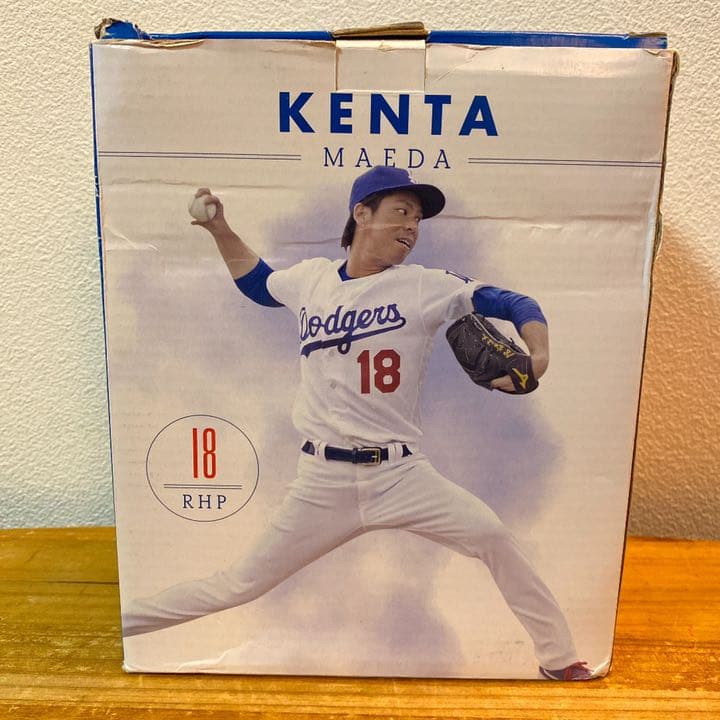 KENTA
MAEDA
Dodgers
18
18
RHP